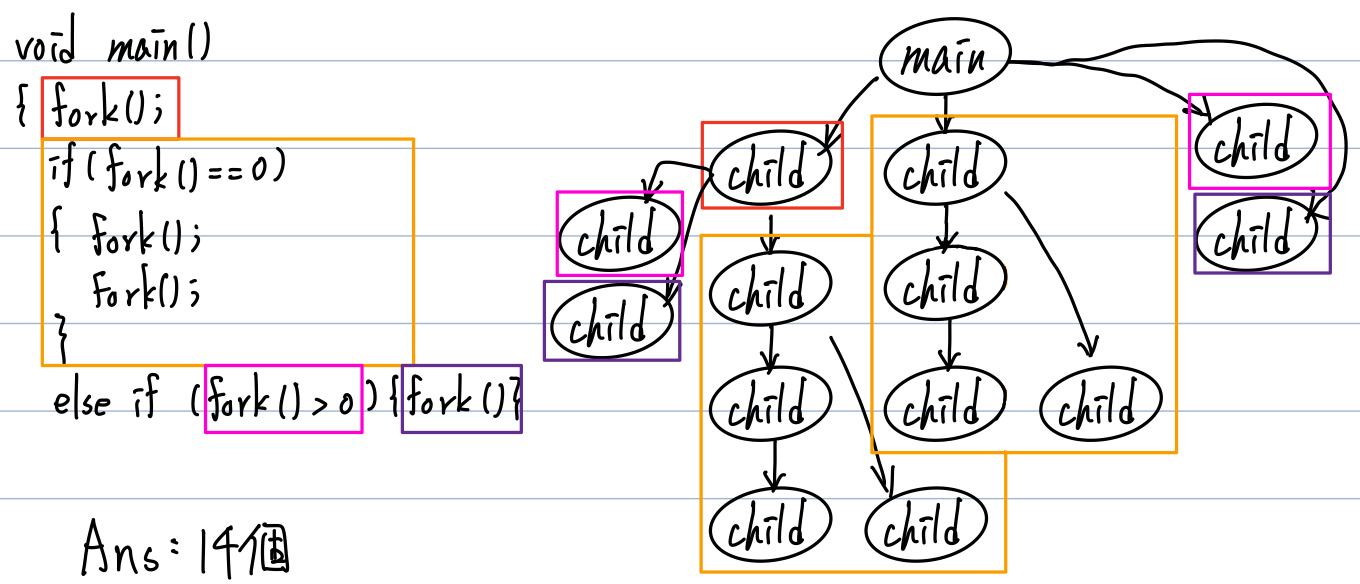 void main()
{ fork();
if(fork()==0)
{ fork();
fork();
}
else if (fork()>0){fork()}
Ans:14個
main
child
child
child
child
child
child
child
child
child
child
child
child
child